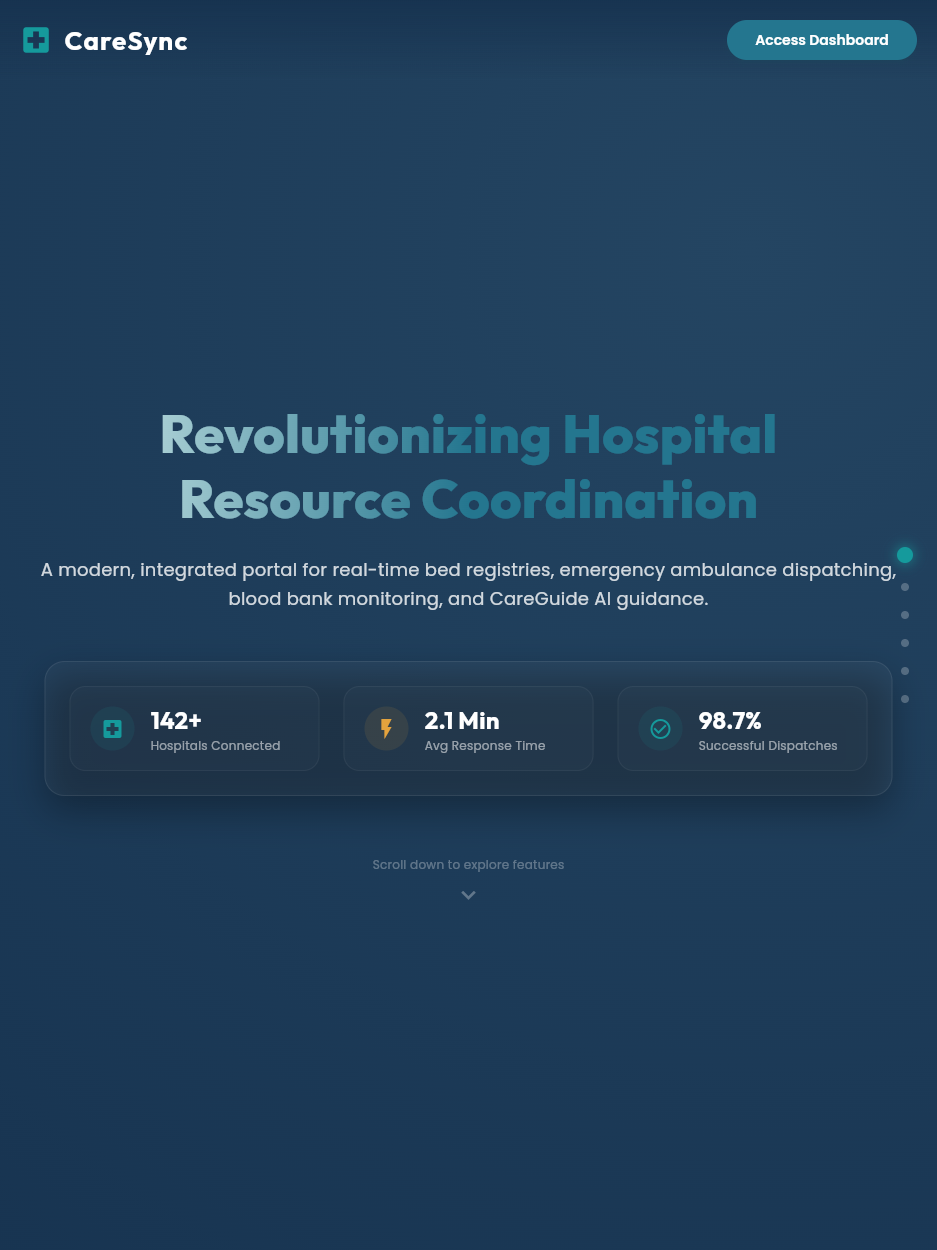 CareSync
Access Dashboard
Revolutionizing Hospital
Resource Coordination
A modern, integrated portal for real-time bed registries, emergency ambulance dispatching,
blood bank monitoring, and CareGuide AI guidance.
142+
Hospitals Connected
2.1 Min
Avg Response Time
98.7%
Successful Dispatches
Scroll down to explore features